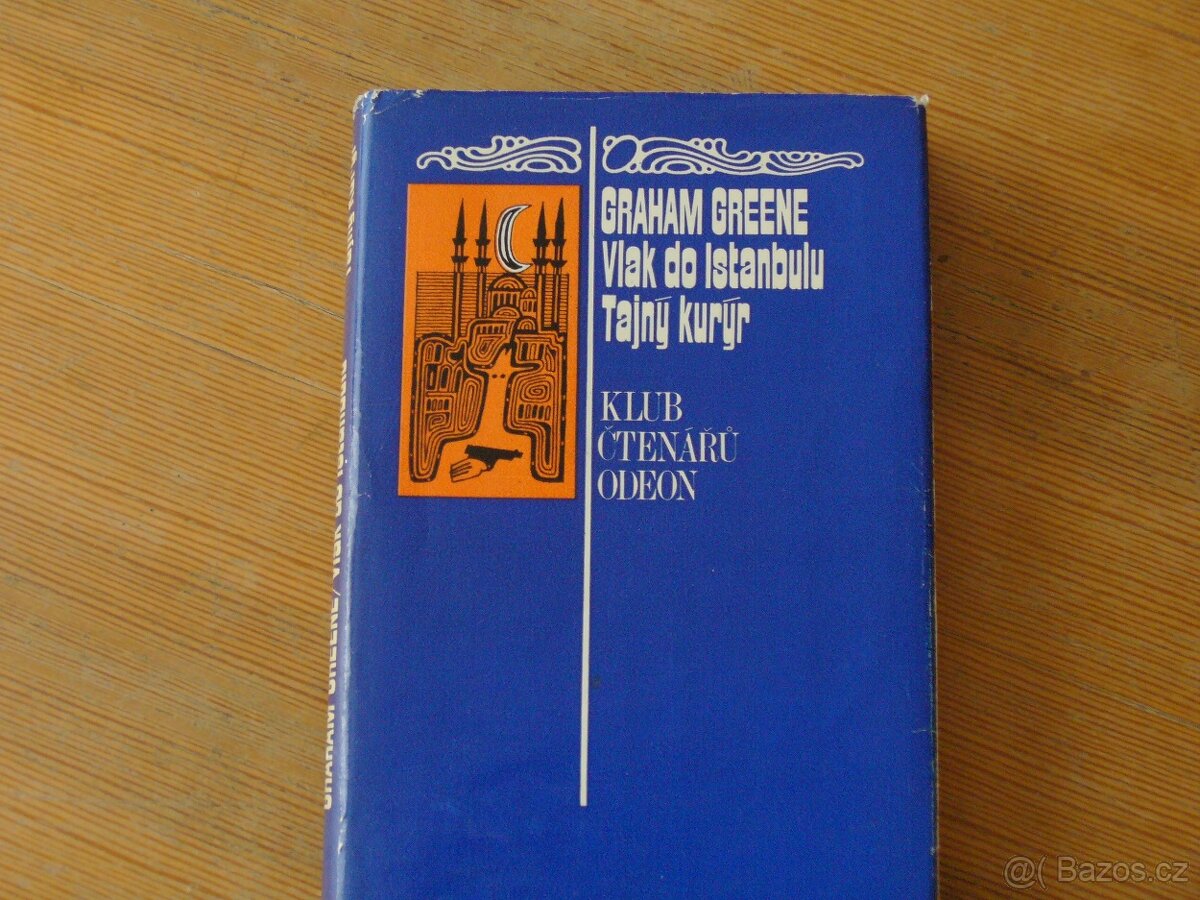 GRAHAM GREENE
Vlak do Istanbulu
Tajný kurýr
KLUB
ČTENÁŘŮ
ODEON
GRAHAM GREENE/ Vlak do Istanbulu
@( Bazos.cz